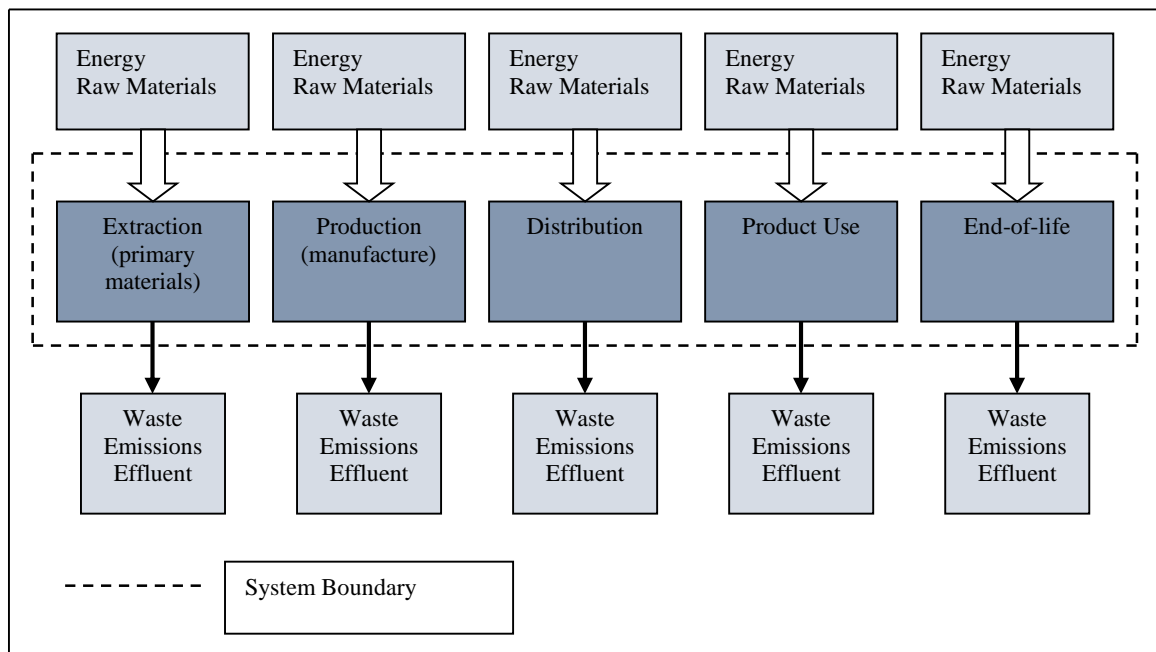 Energy
Raw Materials
Energy
Raw Materials
Energy
Raw Materials
Energy
Raw Materials
Energy
Raw Materials
Extraction
(primary
materials)
Production
(manufacture)
Distribution
Product Use
End-of-life
Waste
Emissions
Effluent
Waste
Emissions
Effluent
Waste
Emissions
Effluent
Waste
Emissions
Effluent
Waste
Emissions
Effluent
System Boundary